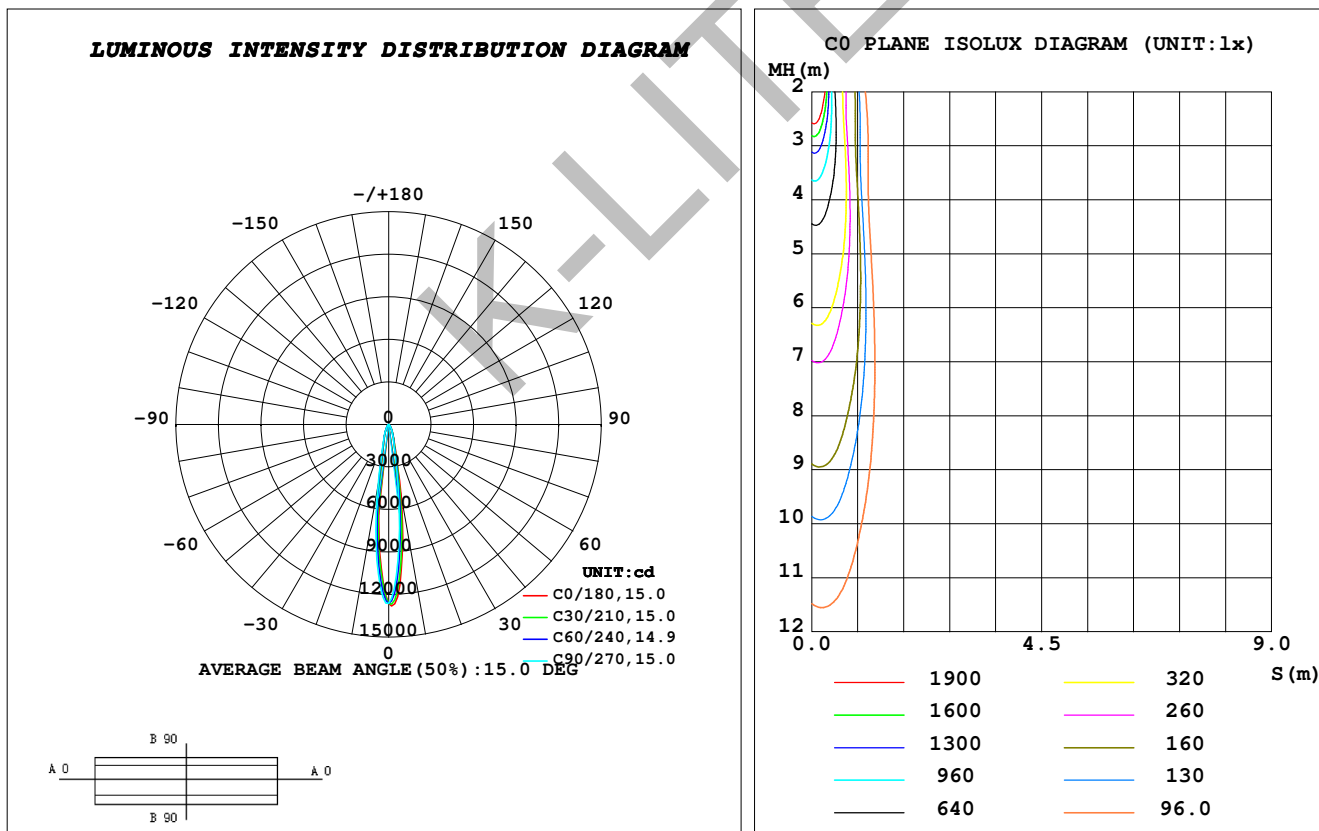 LUMINOUS INTENSITY DISTRIBUTION DIAGRAM
-/+180
-150
150
-120
120
-90
90
-60
60
-30
30
0
0
3000
6000
9000
12000
15000
UNIT:cd
C0/180,15.0
C30/210,15.0
C60/240,14.9
C90/270,15.0
AVERAGE BEAM ANGLE(50%):15.0 DEG
B 90
A 0
A 0
B 90
K-LITE
C0 PLANE ISOLUX DIAGRAM (UNIT:lx)
MH(m)
2
3
4
5
6
7
8
9
10
11
12
0.0
4.5
9.0
S(m)
1900
320
1600
260
1300
160
960
130
640
96.0